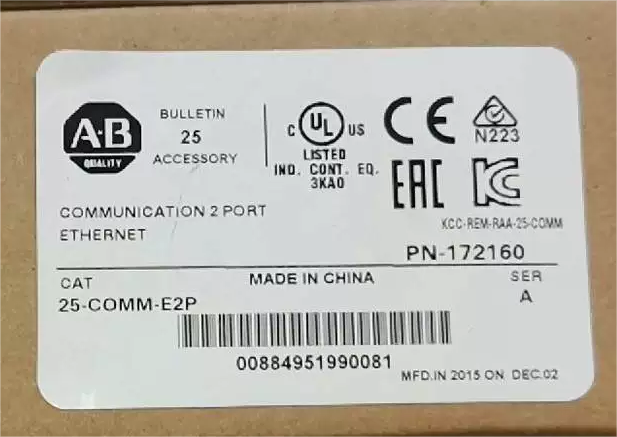 A·B
QUALITY
BULLETIN
25
ACCESSORY
C UL US
LISTED
IND. CONT. EQ.
3KA0
CE
N223
EAC
KC
KCC-REM-RAA-25-COMM
COMMUNICATION 2 PORT
ETHERNET
PN-172160
CAT
MADE IN CHINA
SER
25-COMM-E2P
A
00884951990081
MFD.IN 2015 ON DEC.02